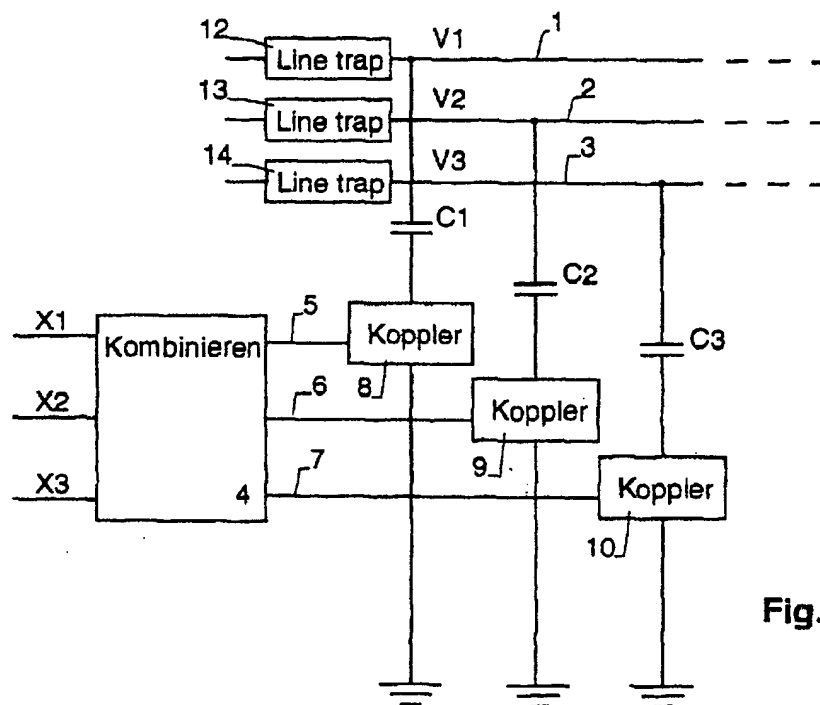 12 Line trap V1 1
13 Line trap V2 2
14 Line trap V3 3
C1
C2
C3
X1 Kombinieren 5 Koppler 8
X2 6 Koppler 9
X3 4 7 Koppler 10
Fig.